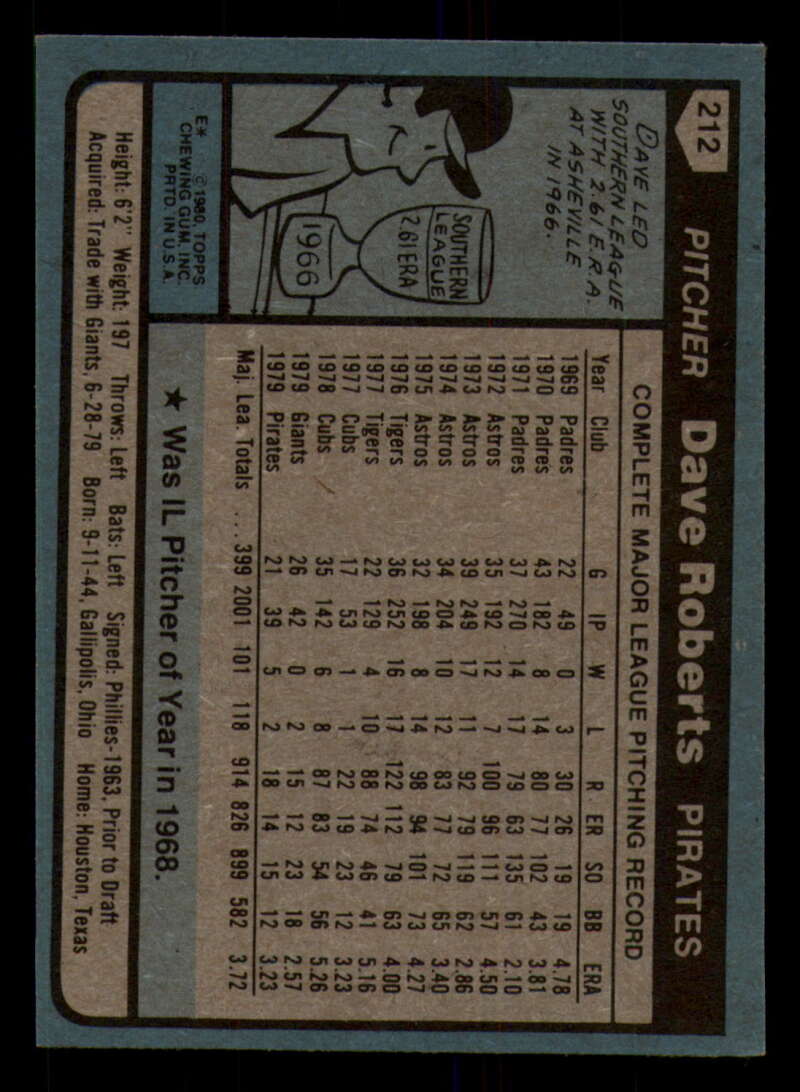 212 PITCHER Dave Roberts PIRATES
DAVE LED
SOUTHERN LEAGUE
WITH 2.61 E.R.A.
AT ASHEVILLE
IN 1966.
SOUTHERN
LEAGUE
2.61 ERA
1966
E* © 1980 TOPPS
CHEWING GUM, INC.
PRTD. IN U.S.A.
COMPLETE MAJOR LEAGUE PITCHING RECORD
Year Club G IP W L R ER SO BB ERA
1969 Padres 22 49 0 3 30 26 19 19 4.78
1970 Padres 43 182 8 14 80 77 102 43 3.81
1971 Padres 37 270 14 17 79 63 135 61 2.10
1972 Astros 35 192 12 7 100 96 111 57 4.50
1973 Astros 39 249 17 11 92 79 119 62 2.86
1974 Astros 34 204 10 12 83 77 72 65 3.40
1975 Astros 32 198 8 14 98 94 101 73 4.27
1976 Tigers 36 252 16 17 122 112 79 63 4.00
1977 Tigers 22 129 4 10 88 74 46 41 5.16
1977 Cubs 17 53 1 1 22 19 23 12 3.23
1978 Cubs 35 142 6 8 87 83 54 56 5.26
1979 Giants 26 42 0 2 15 12 23 18 2.57
1979 Pirates 21 39 5 2 18 14 15 12 3.23
Maj. Lea. Totals ... 399 2001 101 118 914 826 899 582 3.72
★ Was IL Pitcher of Year in 1968.
Height: 6'2" Weight: 197 Throws: Left Bats: Left Signed: Phillies-1963, Prior to Draft
Acquired: Trade with Giants, 6-28-79 Born: 9-11-44, Gallipolis, Ohio Home: Houston, Texas